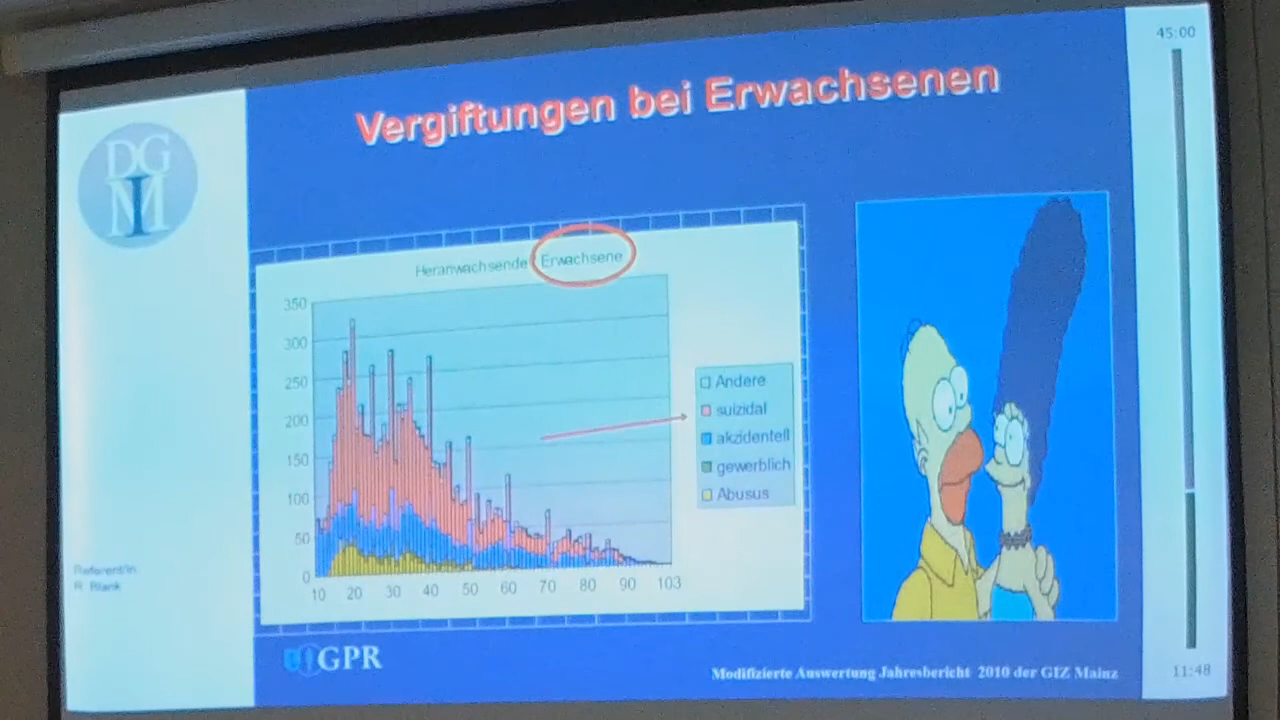 45:00
Vergiftungen bei Erwachsenen
DG
IM
Heranwachsende Erwachsene
350
300
250
200
150
100
50
0
10 20 30 40 50 60 70 80 90 103
Andere
suizidal
akzidentell
gewerblich
Abusus
Referent/in
R. Blank
GPR
Modifizierte Auswertung Jahresbericht 2010 der GIZ Mainz
11:48